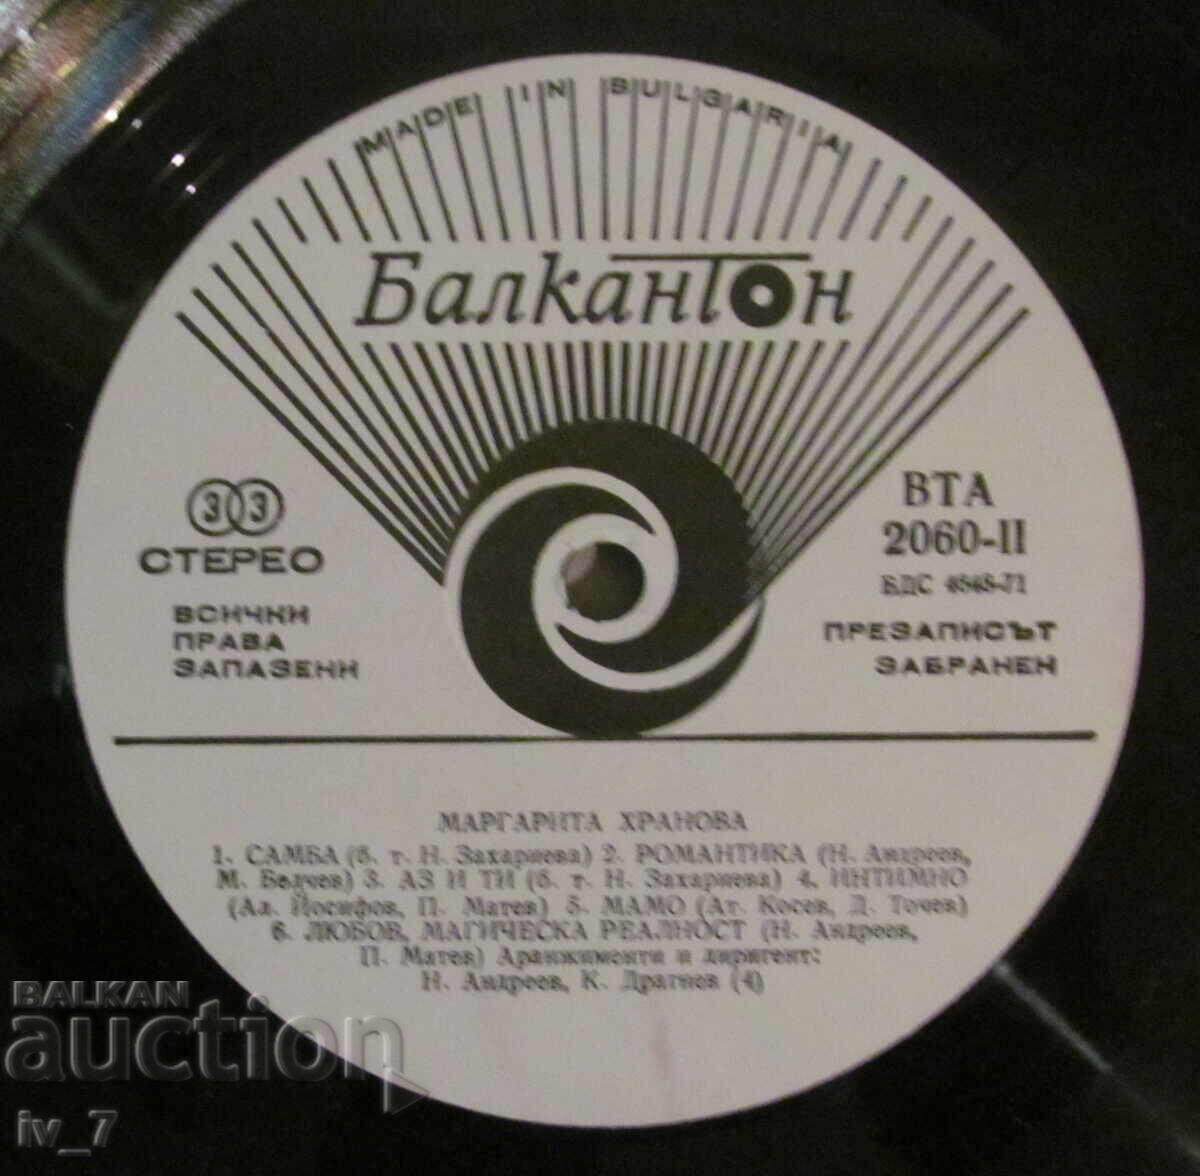 MADE IN BULGARIA
Балкантон
33
СТЕРЕО
ВСИЧКИ
ПРАВА
ЗАПАЗЕНИ
ВТА
2060-II
БДС 4848-71
ПРЕЗАПИСЪТ
ЗАБРАНЕН
МАРГАРИТА ХРАНОВА
1. САМБА (б. т. Н. Захариева) 2. РОМАНТИКА (Н. Андреев,
М. Белчев) 3. АЗ И ТИ (б. т. Н. Захариева) 4. ИНТИМНО
(Ал. Йосифов, П. Матев) 5. МАМО (Ат. Косев, Д. Точев)
6. ЛЮБОВ, МАГИЧЕСКА РЕАЛНОСТ (Н. Андреев,
П. Матев) Аранжименти и диригент:
Н. Андреев, К. Драгнев (4)
BALKAN
auction
iv_7